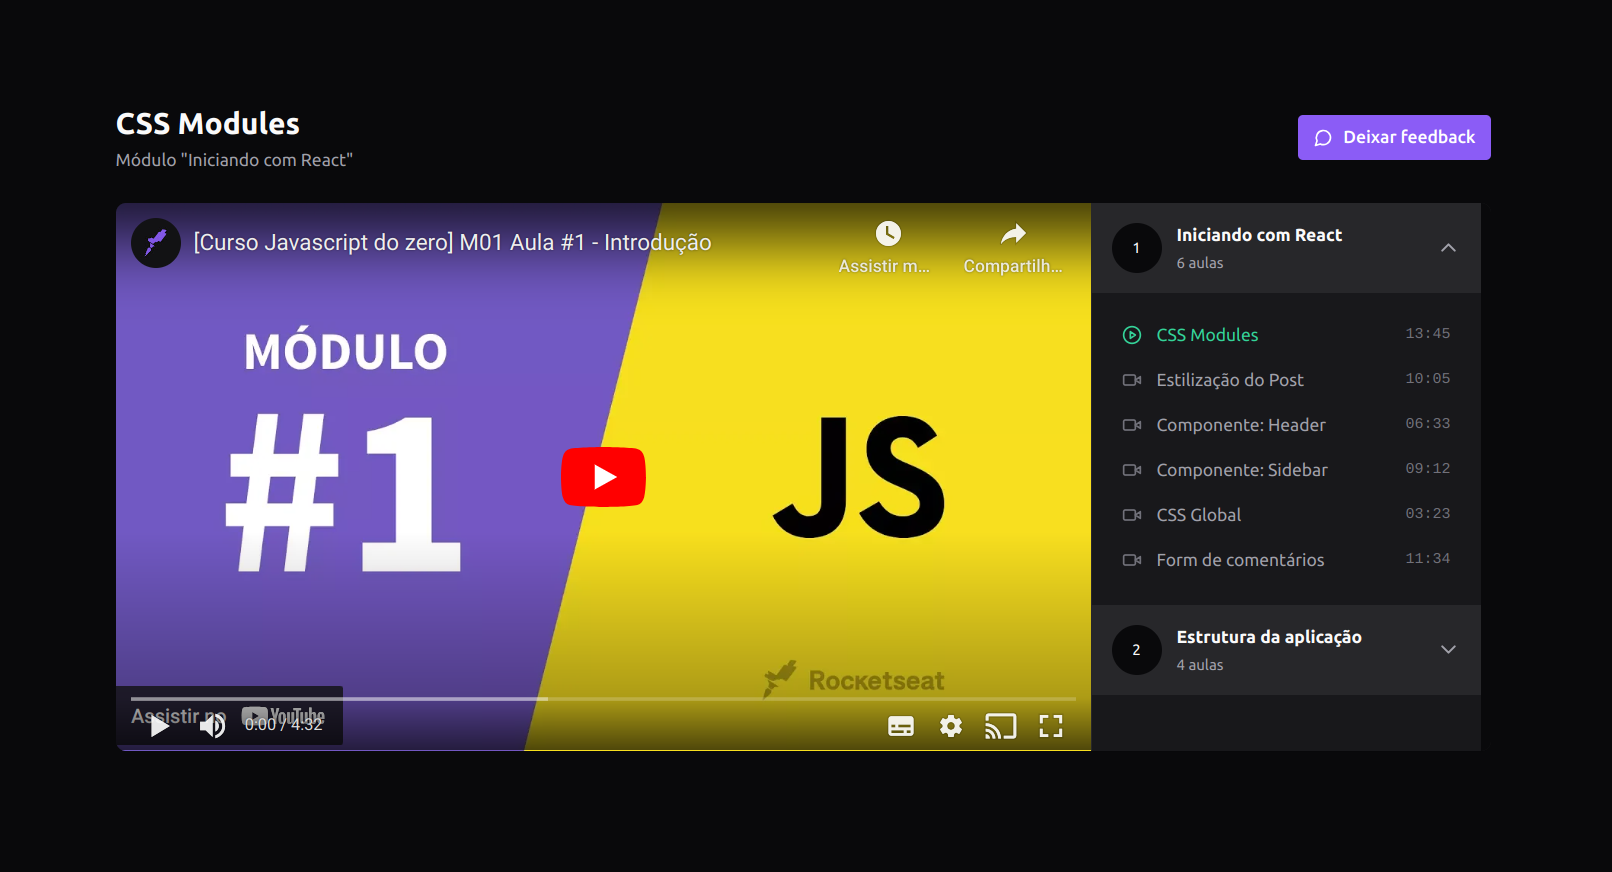 CSS Modules
Módulo "Iniciando com React"
Deixar feedback
[Curso Javascript do zero] M01 Aula #1 - Introdução
Assistir m...
Compartilh...
MÓDULO
#1
JS
Rocketseat
Assistir no YouTube
0:00 / 4:32
1
Iniciando com React
6 aulas
CSS Modules 13:45
Estilização do Post 10:05
Componente: Header 06:33
Componente: Sidebar 09:12
CSS Global 03:23
Form de comentários 11:34
2
Estrutura da aplicação
4 aulas